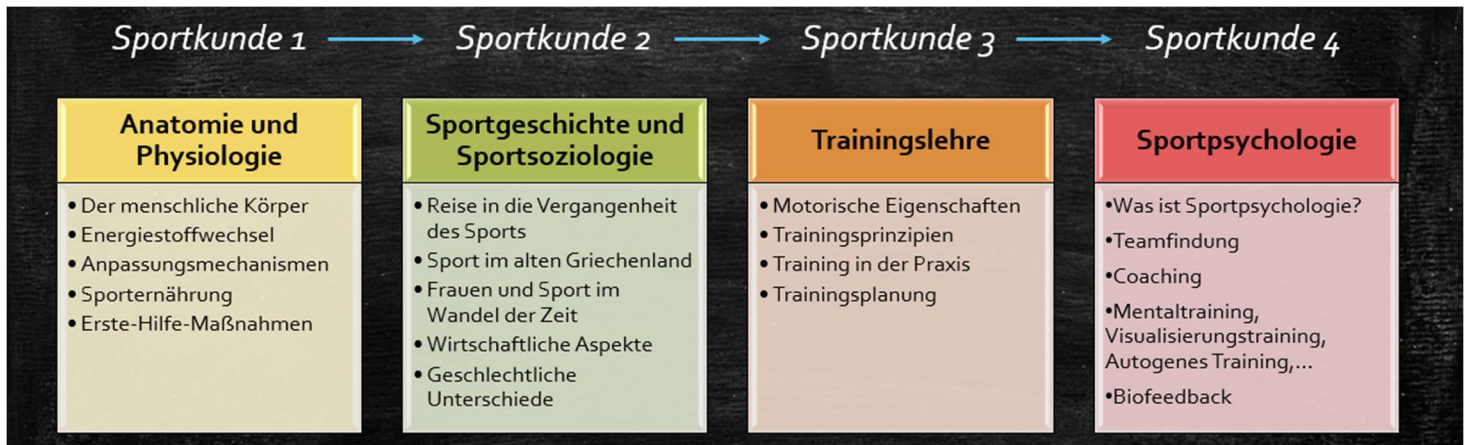 Sportkunde 1
Sportkunde 2
Sportkunde 3
Sportkunde 4
Anatomie und
Physiologie
• Der menschliche Körper
• Energiestoffwechsel
• Anpassungsmechanismen
• Sporternährung
• Erste-Hilfe-Maßnahmen
Sportgeschichte und
Sportsoziologie
• Reise in die Vergangenheit
des Sports
• Sport im alten Griechenland
• Frauen und Sport im
Wandel der Zeit
• Wirtschaftliche Aspekte
• Geschlechtliche
Unterschiede
Trainingslehre
• Motorische Eigenschaften
• Trainingsprinzipien
• Training in der Praxis
• Trainingsplanung
Sportpsychologie
•Was ist Sportpsychologie?
•Teamfindung
•Coaching
•Mentaltraining,
Visualisierungstraining,
Autogenes Training,...
•Biofeedback